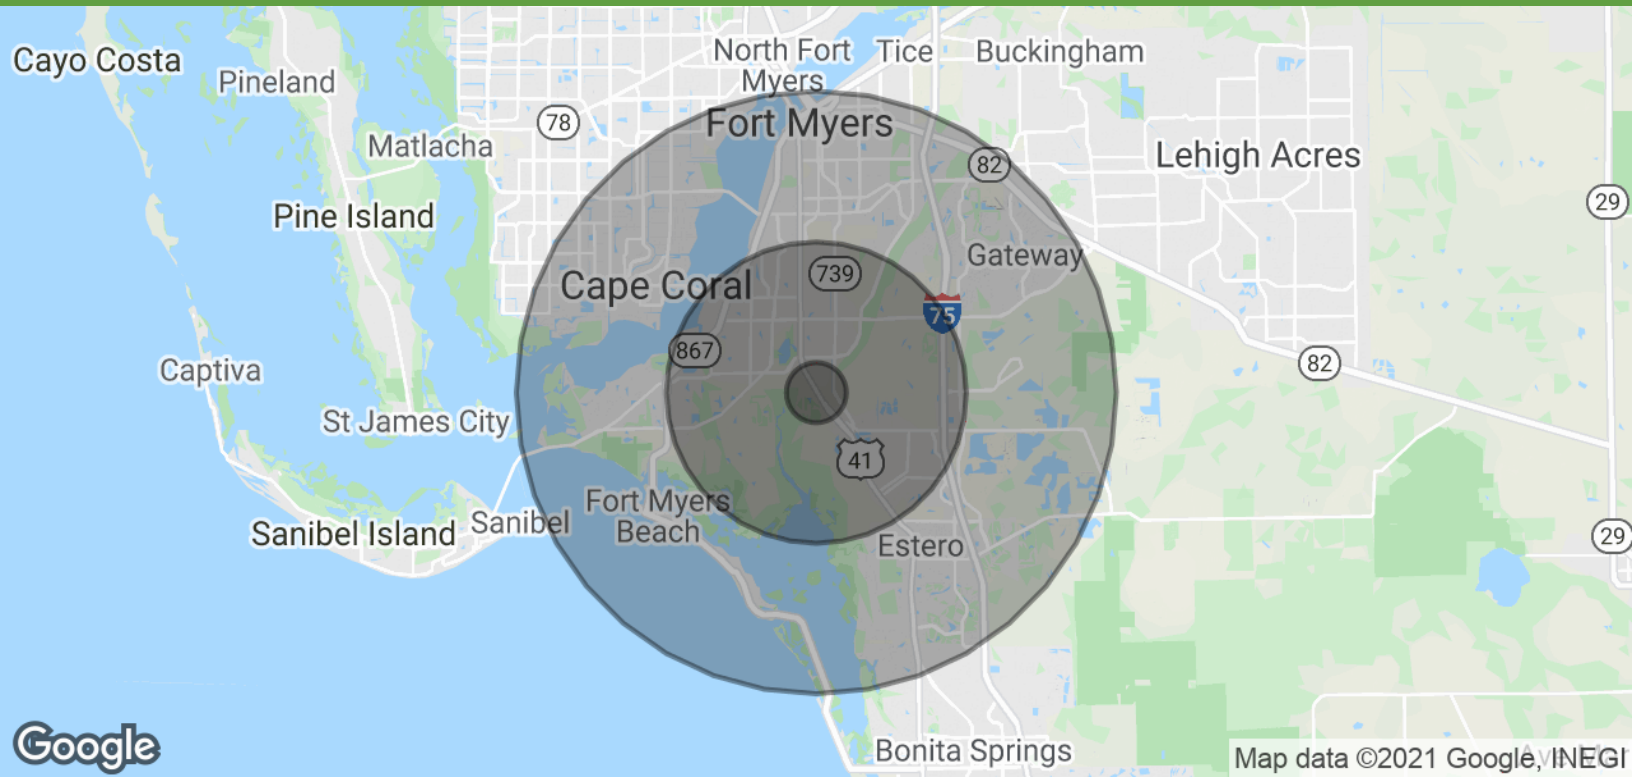 Cayo Costa
Pineland
North Fort
Myers
Tice
Buckingham
78
Fort Myers
Matlacha
82
Lehigh Acres
29
Pine Island
Gateway
Cape Coral
739
75
867
82
Captiva
St James City
41
Fort Myers
Beach
Sanibel Island
Sanibel
Estero
29
Google
Bonita Springs
Map data ©2021 Google, INEGI